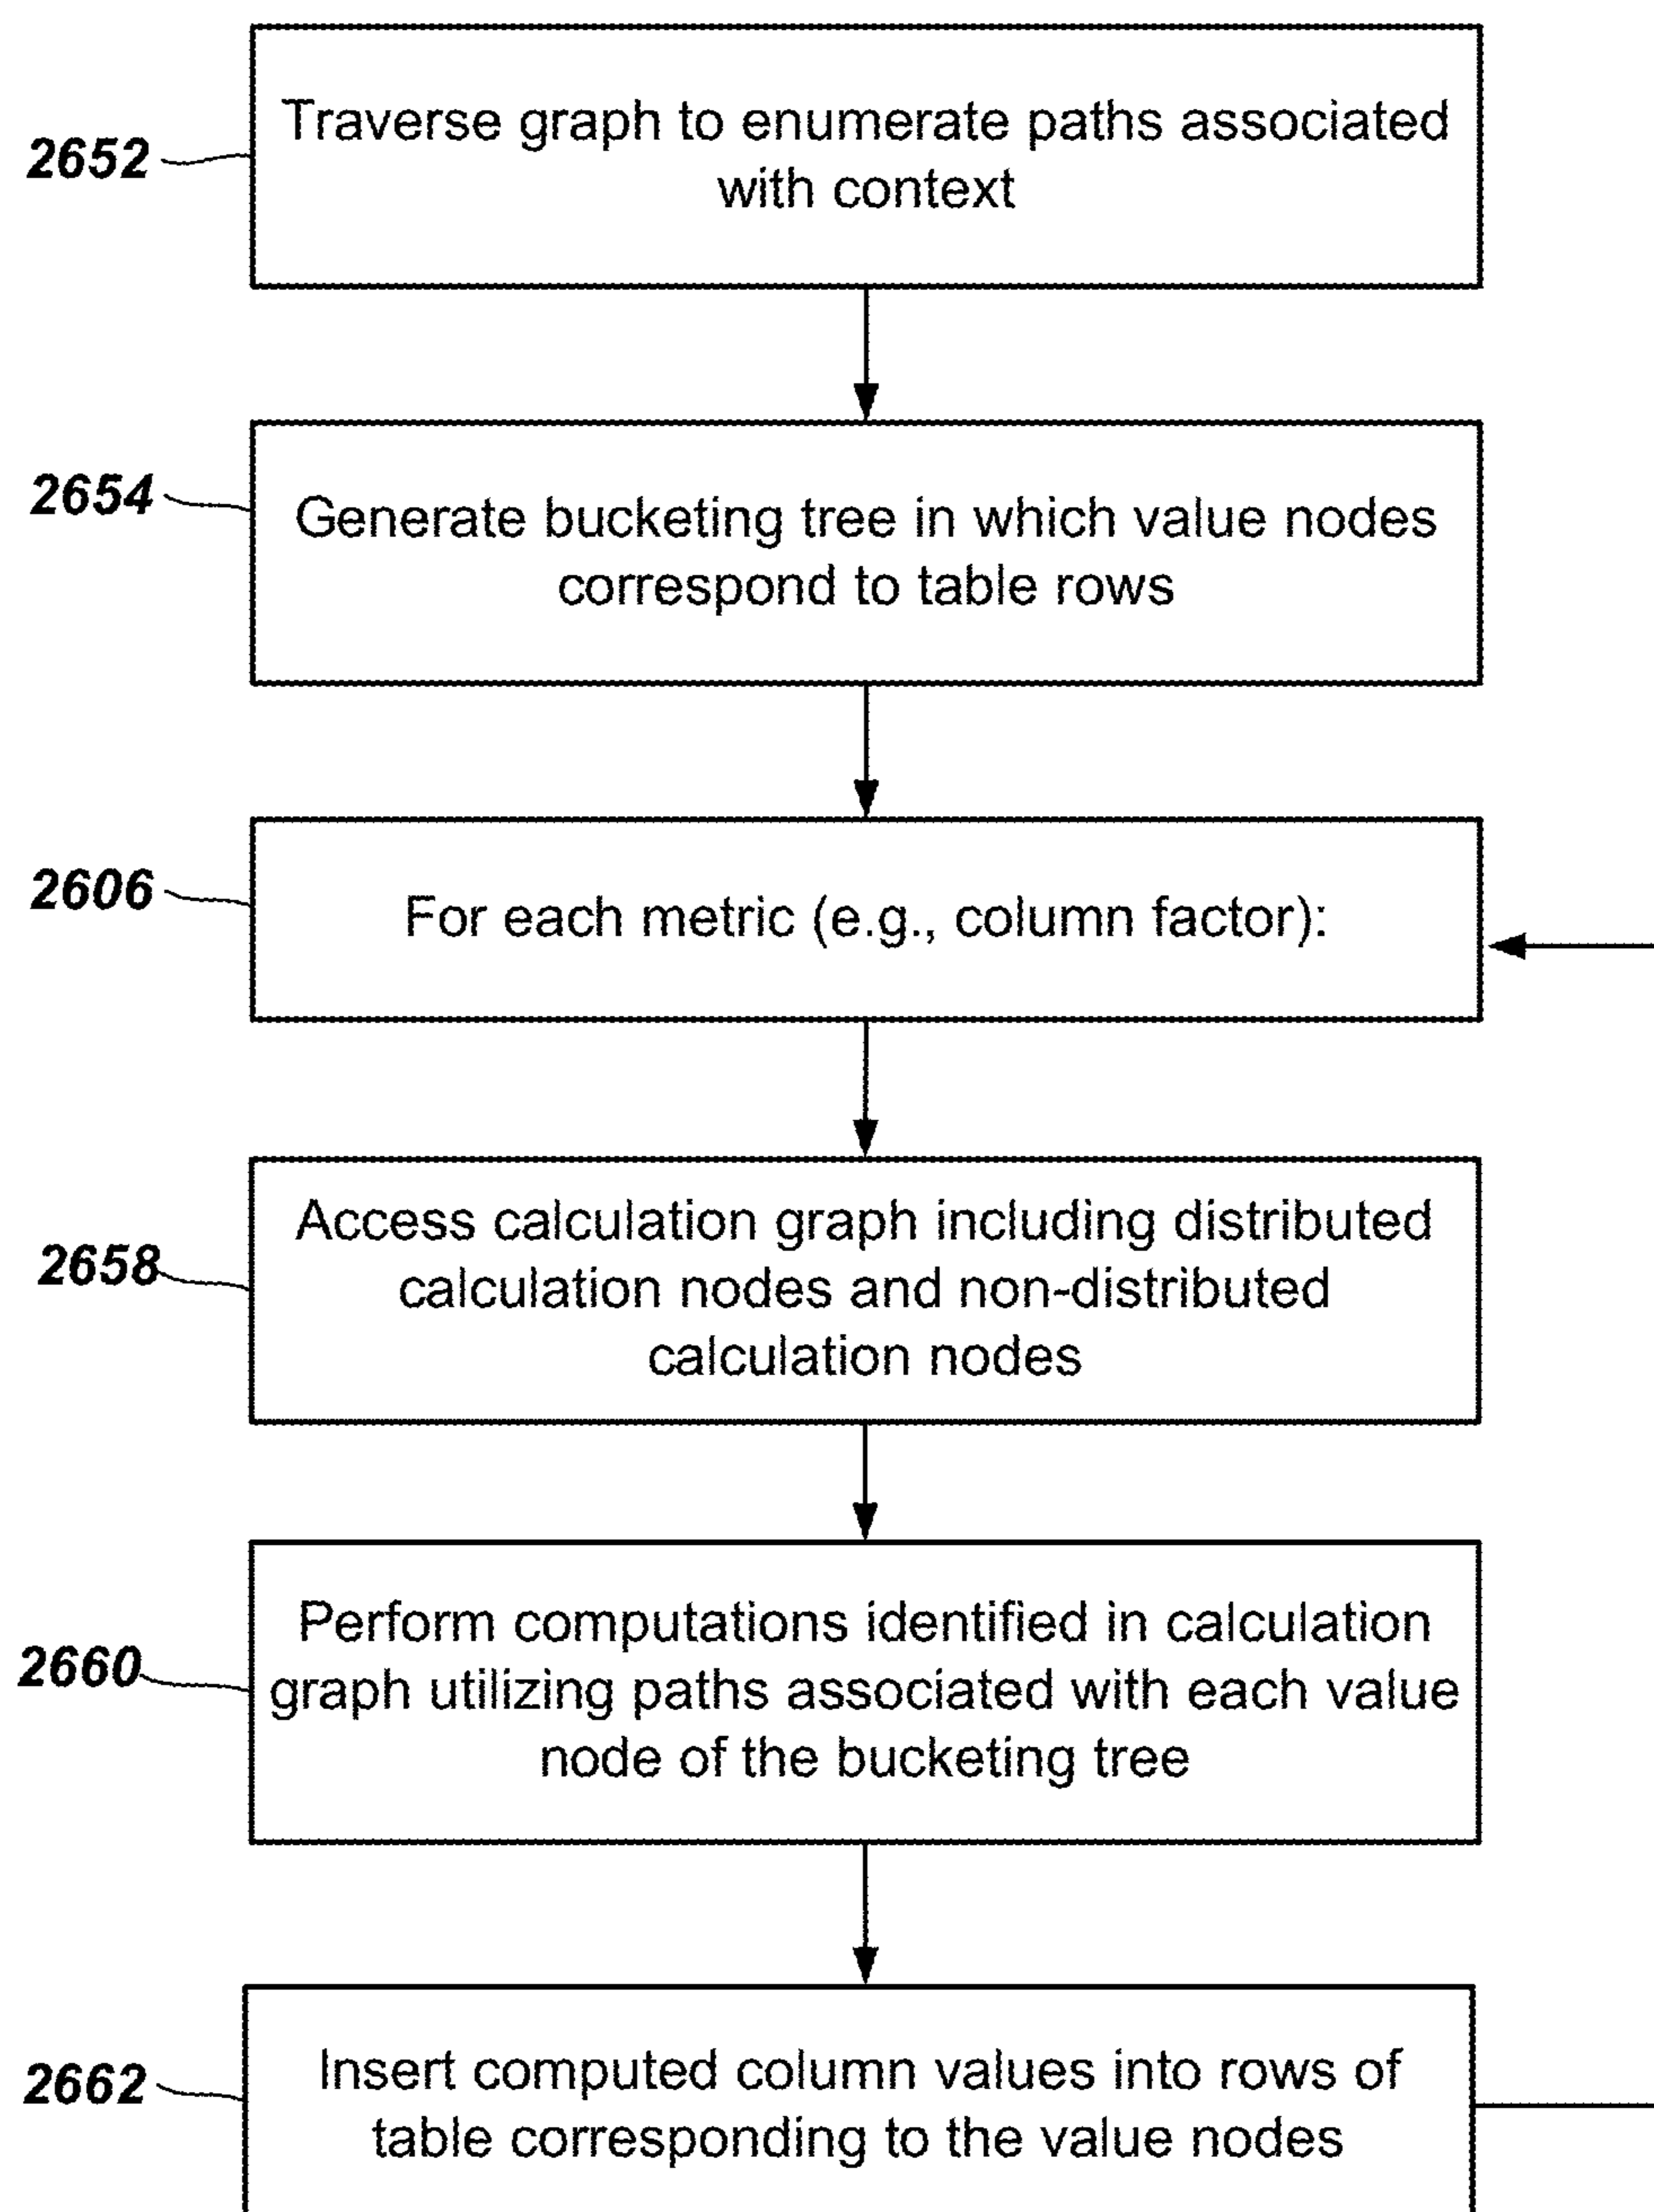 2652
Traverse graph to enumerate paths associated
with context
2654
Generate bucketing tree in which value nodes
correspond to table rows
2606
For each metric (e.g., column factor):
2658
Access calculation graph including distributed
calculation nodes and non-distributed
calculation nodes
2660
Perform computations identified in calculation
graph utilizing paths associated with each value
node of the bucketing tree
2662
Insert computed column values into rows of
table corresponding to the value nodes